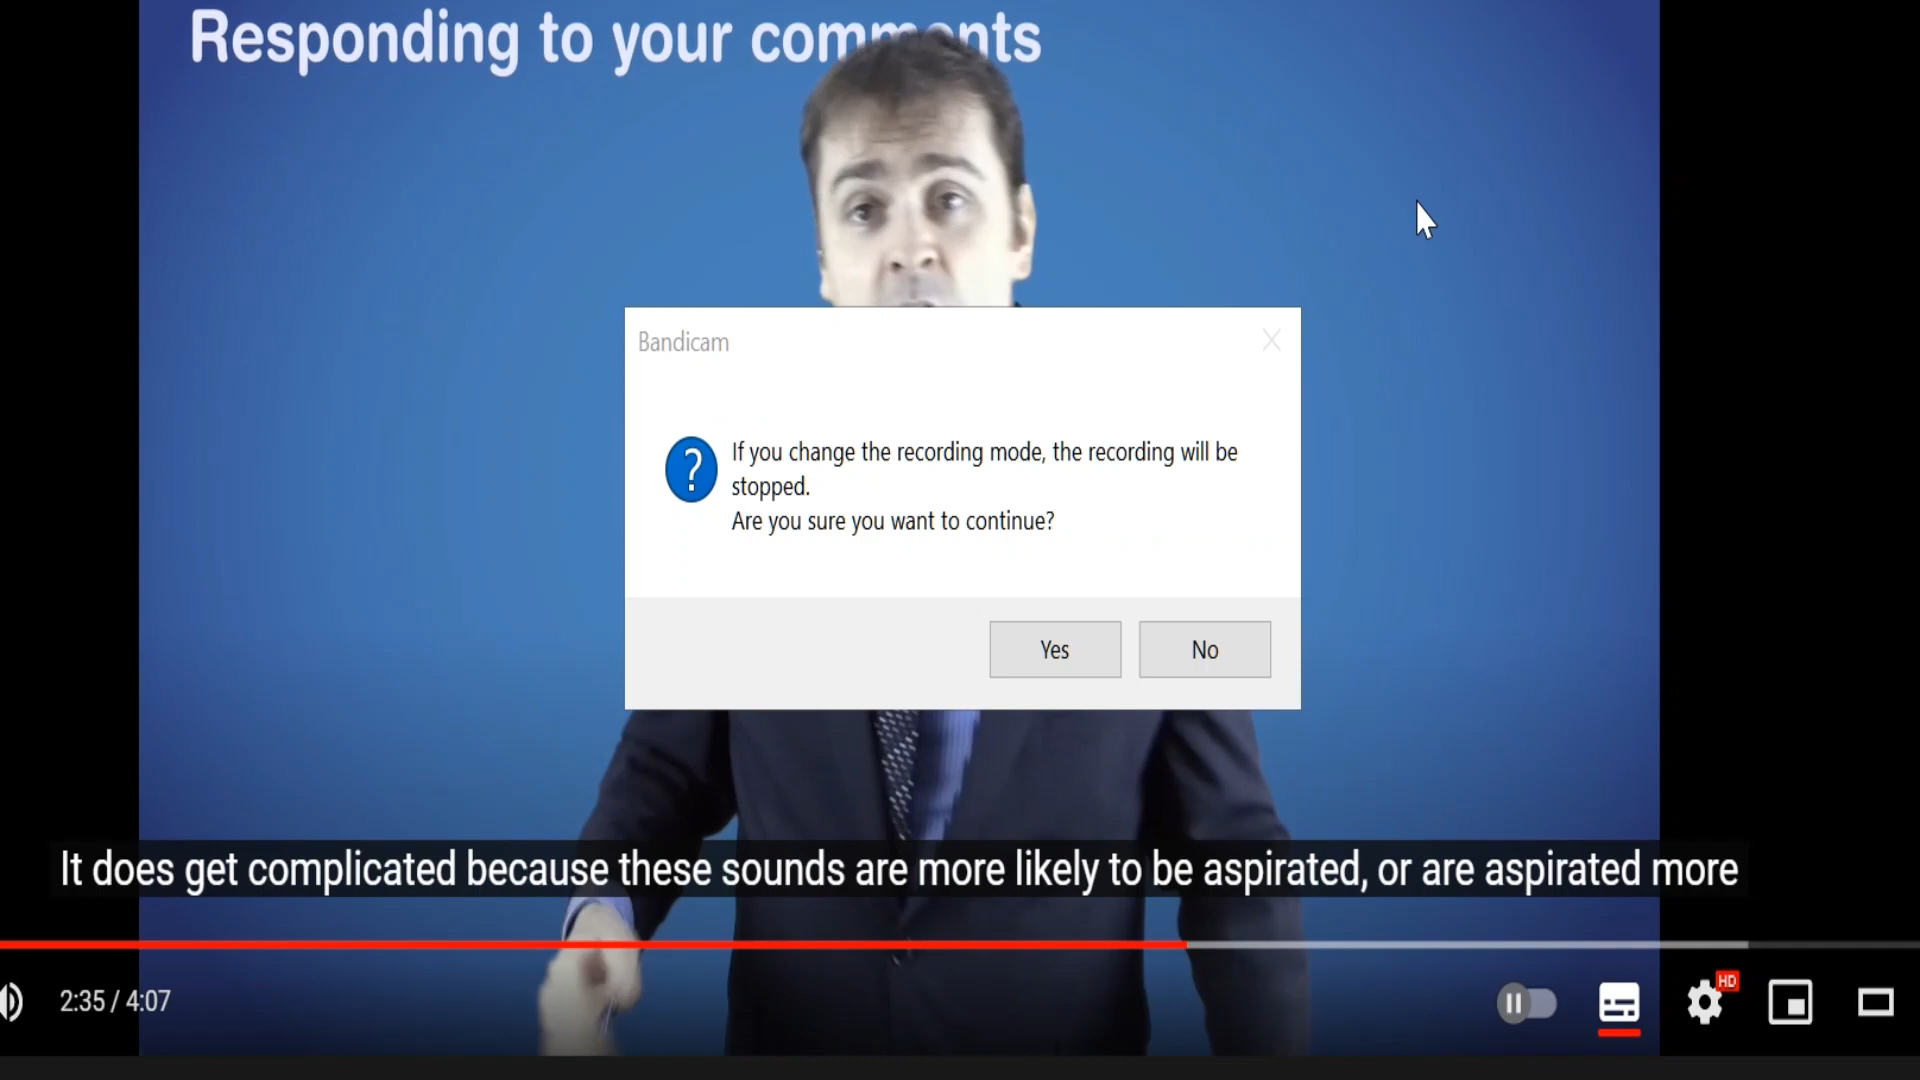 Responding to your comments
Bandicam
If you change the recording mode, the recording will be
stopped.
Are you sure you want to continue?
Yes
No
It does get complicated because these sounds are more likely to be aspirated, or are aspirated more
2:35 / 4:07
HD